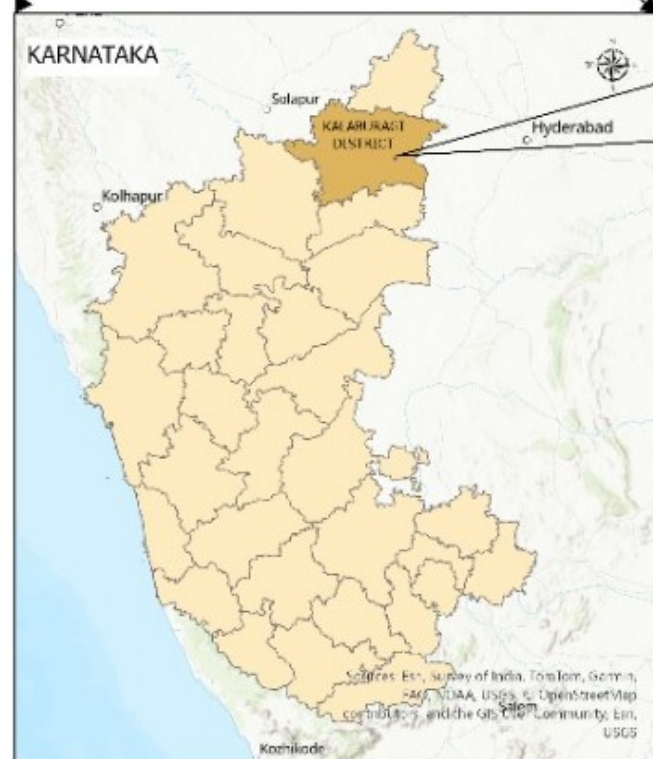 KARNATAKA
Solapur
KALABURAGI
DISTRICT
Hyderabad
Kolhapur
Sources: Esri, Survey of India, TomTom, Garmin,
FAO, NOAA, USGS, © OpenStreetMap
contributors, and the GIS User Community, Esri,
USGS
Salem
Kozhikode